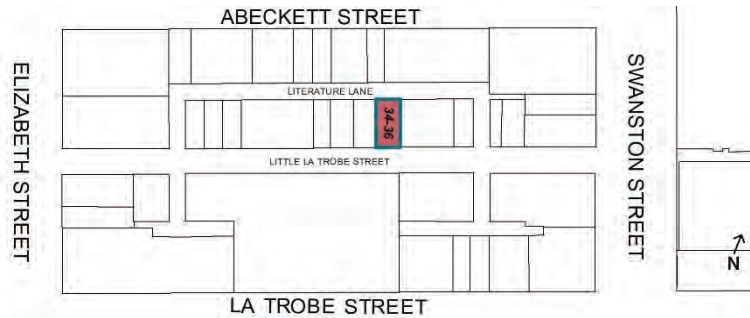 ABECKETT STREET
ELIZABETH STREET
LITERATURE LANE
34-36
SWANSTON STREET
LITTLE LA TROBE STREET
N
LA TROBE STREET